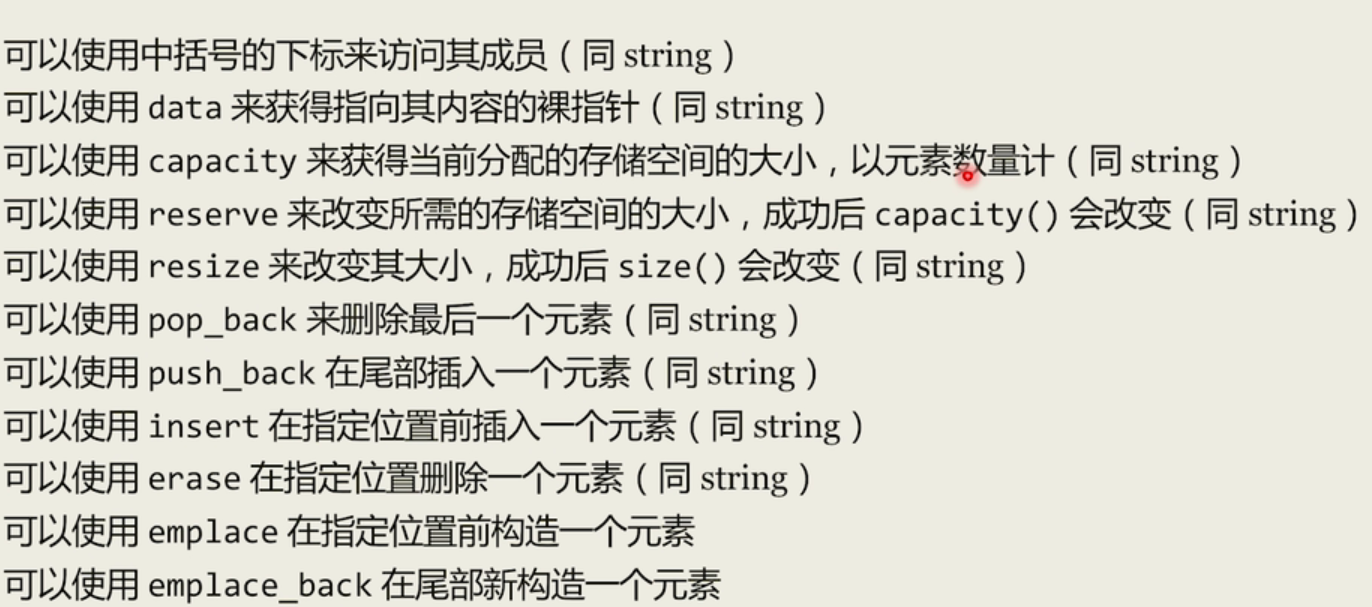 可以使用中括号的下标来访问其成员（同 string）
可以使用 data 来获得指向其内容的裸指针（同 string）
可以使用 capacity 来获得当前分配的存储空间的大小，以元素数量计（同 string）
可以使用 reserve 来改变所需的存储空间的大小，成功后 capacity() 会改变（同 string）
可以使用 resize 来改变其大小，成功后 size() 会改变（同 string）
可以使用 pop_back 来删除最后一个元素（同 string）
可以使用 push_back 在尾部插入一个元素（同 string）
可以使用 insert 在指定位置前插入一个元素（同 string）
可以使用 erase 在指定位置删除一个元素（同 string）
可以使用 emplace 在指定位置前构造一个元素
可以使用 emplace_back 在尾部新构造一个元素